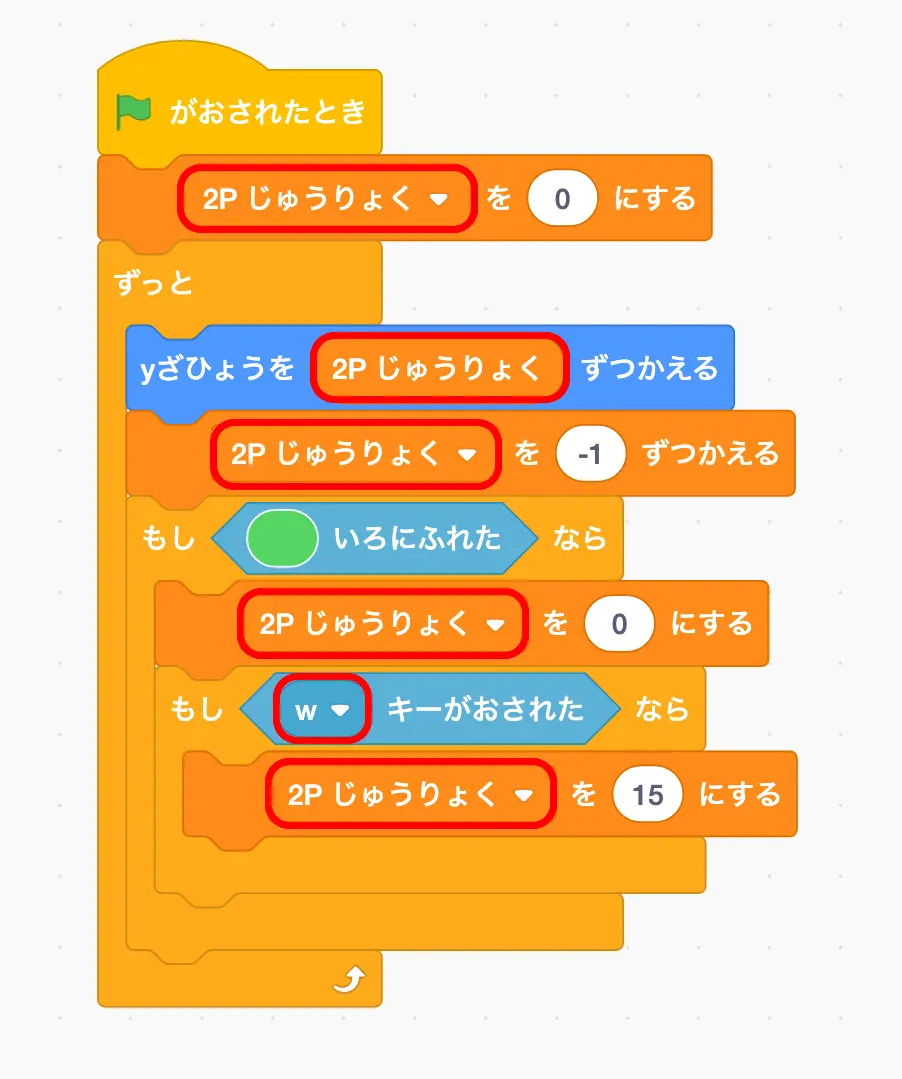 がおされたとき
2P じゅうりょく を 0 にする
ずっと
yざひょうを 2P じゅうりょく ずつかえる
2P じゅうりょく を -1 ずつかえる
もし いろにふれた なら
2P じゅうりょく を 0 にする
もし w キーがおされた なら
2P じゅうりょく を 15 にする